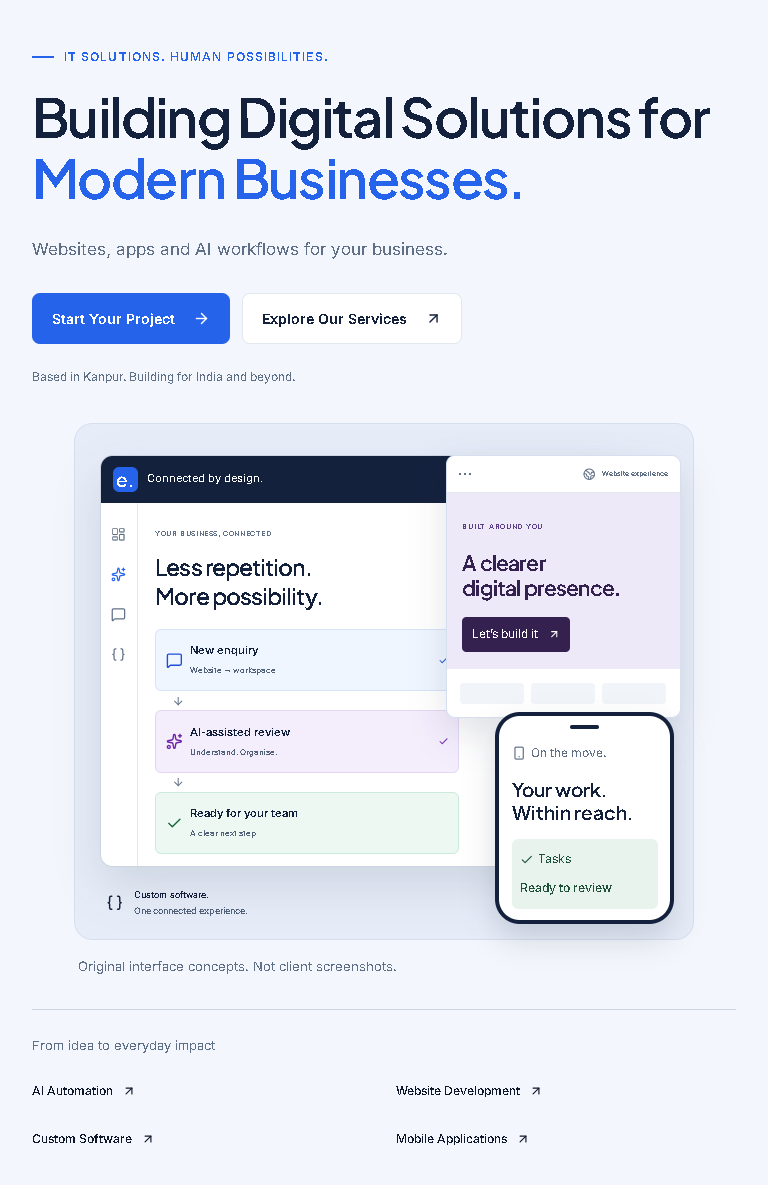 IT SOLUTIONS. HUMAN POSSIBILITIES.
Building Digital Solutions for
Modern Businesses.
Websites, apps and AI workflows for your business.
Start Your Project →
Explore Our Services ↗
Based in Kanpur. Building for India and beyond.
e. Connected by design.
YOUR BUSINESS, CONNECTED
Less repetition.
More possibility.
New enquiry
Website → workspace
AI-assisted review
Understand. Organise.
Ready for your team
A clear next step
{ } Custom software.
One connected experience.
Website experience
BUILT AROUND YOU
A clearer
digital presence.
Let's build it ↗
On the move.
Your work.
Within reach.
Tasks
Ready to review
Original interface concepts. Not client screenshots.
From idea to everyday impact
AI Automation ↗
Website Development ↗
Custom Software ↗
Mobile Applications ↗